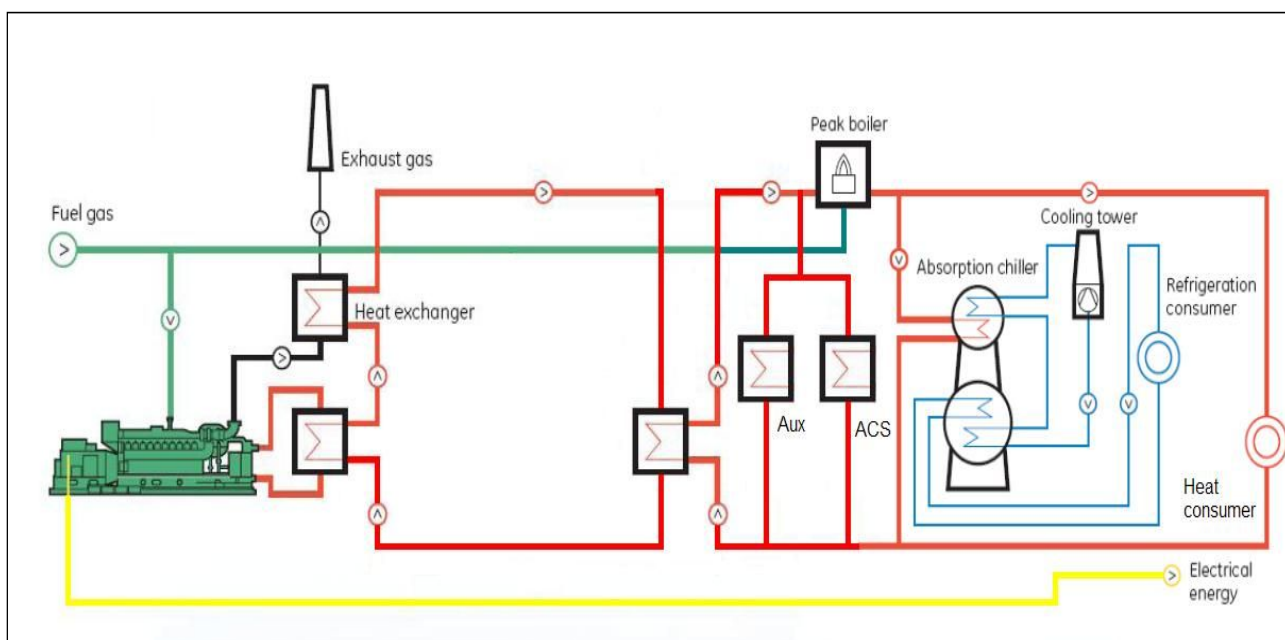 Peak boiler
Exhaust gas
Fuel gas
Cooling tower
Absorption chiller
Refrigeration
consumer
Heat exchanger
Aux
ACS
Heat
consumer
Electrical
energy